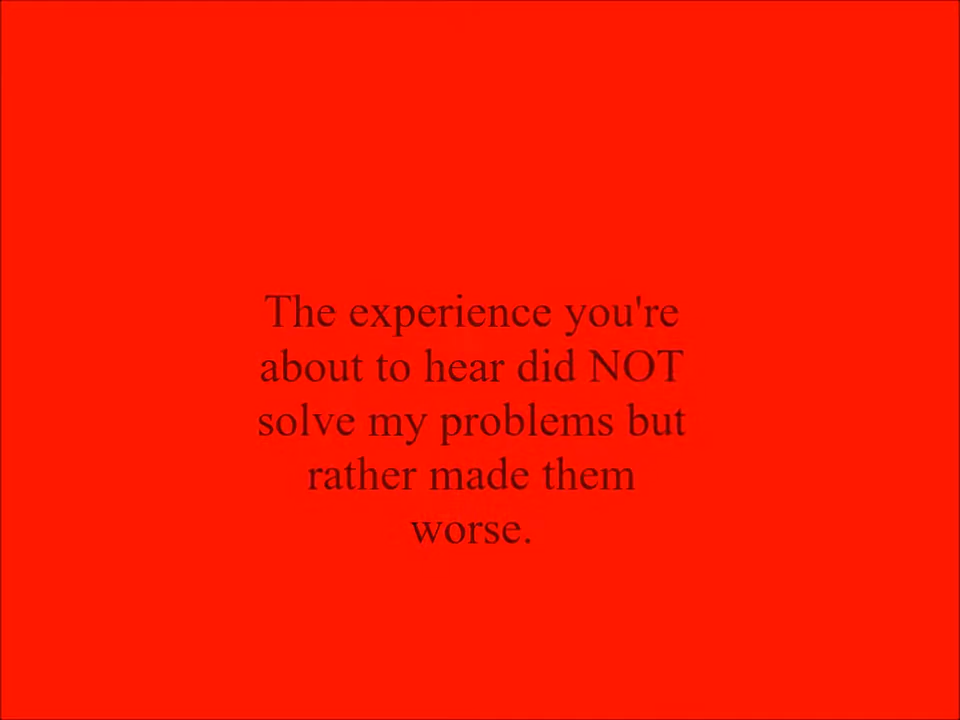 The experience you're
about to hear did NOT
solve my problems but
rather made them
worse.